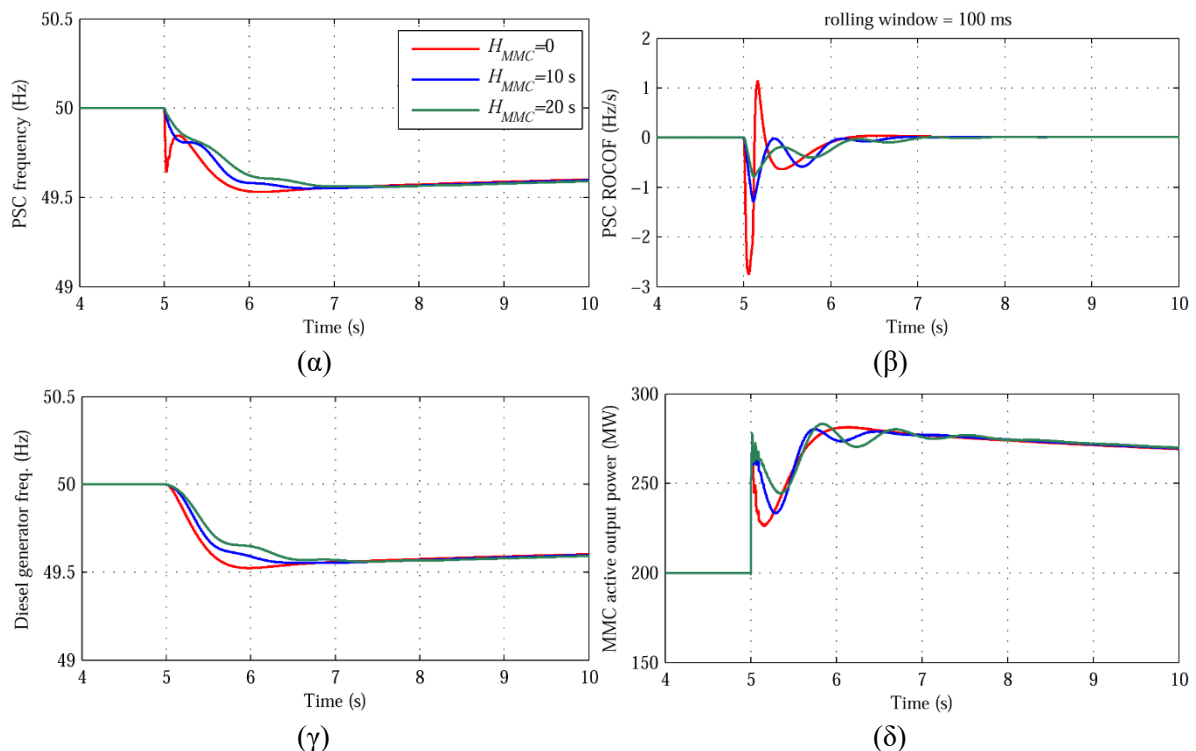 rolling window = 100 ms
50.5
50
49.5
49
PSC frequency (Hz)
H_MMC=0
H_MMC=10 s
H_MMC=20 s
4 5 6 7 8 9 10
Time (s)
(α)
2
1
0
−1
−2
−3
PSC ROCOF (Hz/s)
4 5 6 7 8 9 10
Time (s)
(β)
50.5
50
49.5
49
Diesel generator freq. (Hz)
4 5 6 7 8 9 10
Time (s)
(γ)
300
250
200
150
MMC active output power (MW)
4 5 6 7 8 9 10
Time (s)
(δ)